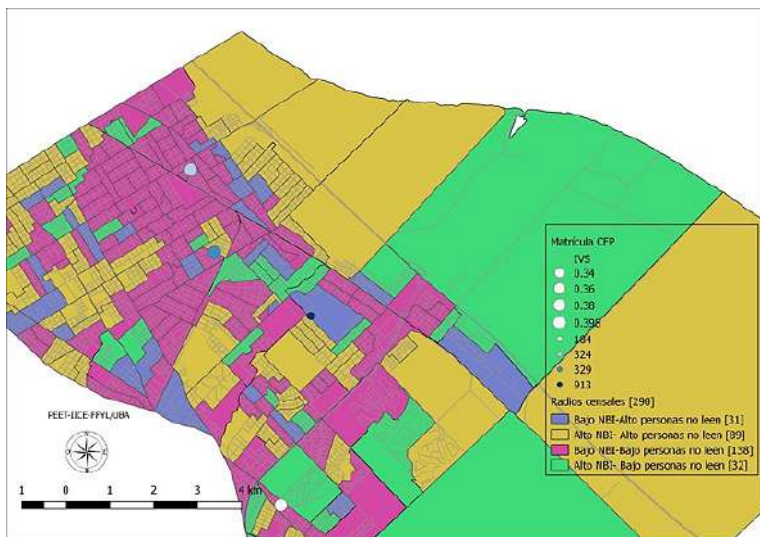 Matrícula CFP
IVS
0.34
0.36
0.38
0.398
184
324
329
913
Radios censales [290]
Bajo NBI-Alto personas no leen [31]
Alto NBI- Alto personas no leen [89]
Bajo NBI-Bajo personas no leen [138]
Alto NBI- Bajo personas no leen [32]
PEET-IICE-FFYL/UBA
N
E
S
O
1 0 1 2 3 4 km